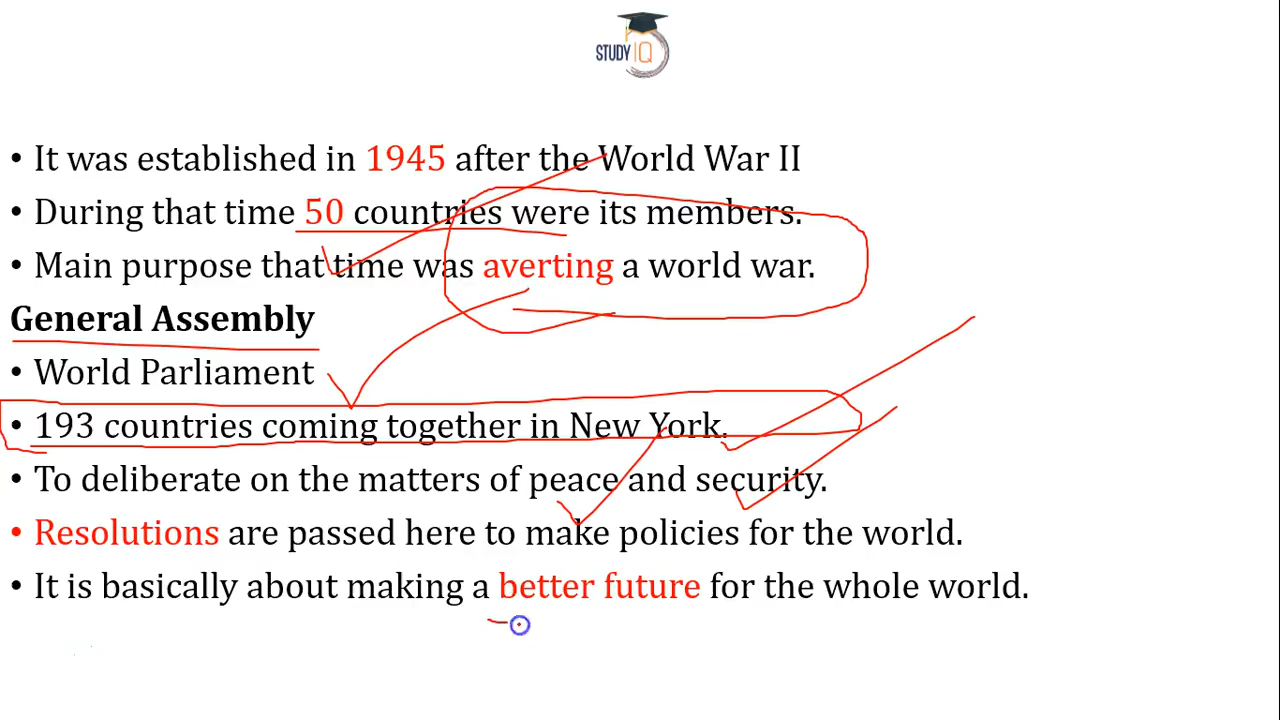 STUDY IQ
• It was established in 1945 after the World War II
• During that time 50 countries were its members.
• Main purpose that time was averting a world war.
General Assembly
• World Parliament
• 193 countries coming together in New York.
• To deliberate on the matters of peace and security.
• Resolutions are passed here to make policies for the world.
• It is basically about making a better future for the whole world.